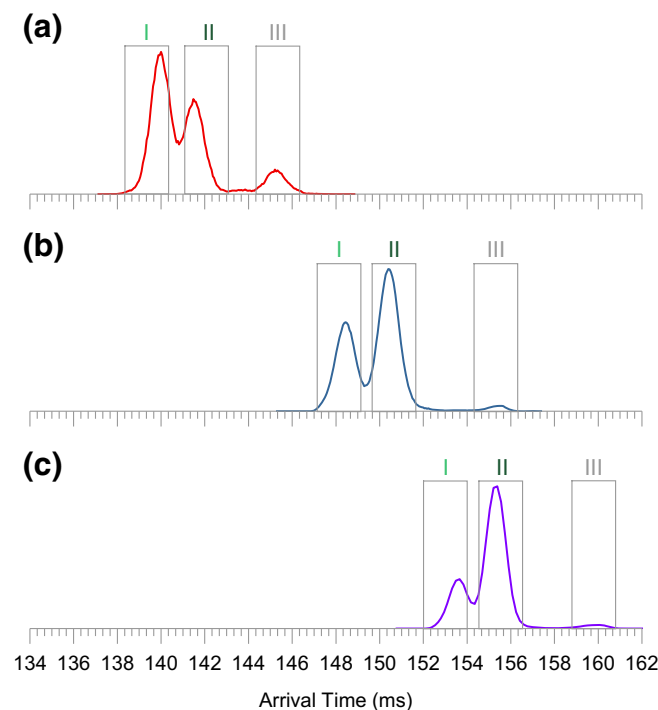 (a) I II III
(b) I II III
(c) I II III
134 136 138 140 142 144 146 148 150 152 154 156 158 160 162
Arrival Time (ms)